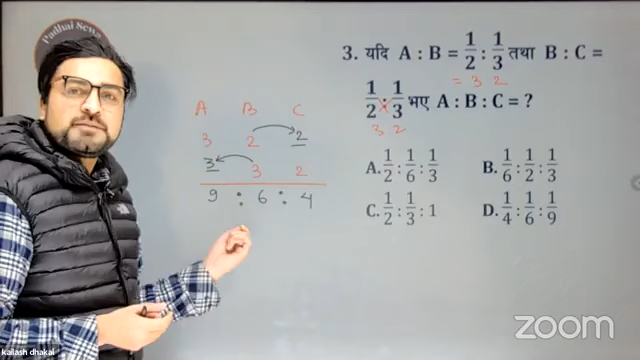 Padhai Sena
3. यदि A : B = 1/2 : 1/3 तथा B : C =
= 3 2
1/2 : 1/3 भए A : B : C = ?
3 2
A. 1/2 : 1/6 : 1/3
B. 1/6 : 1/2 : 1/3
C. 1/2 : 1/3 : 1
D. 1/4 : 1/6 : 1/9
A B C
3 2 2
3 3 2
9 : 6 : 4
zoom
kailash dhakal